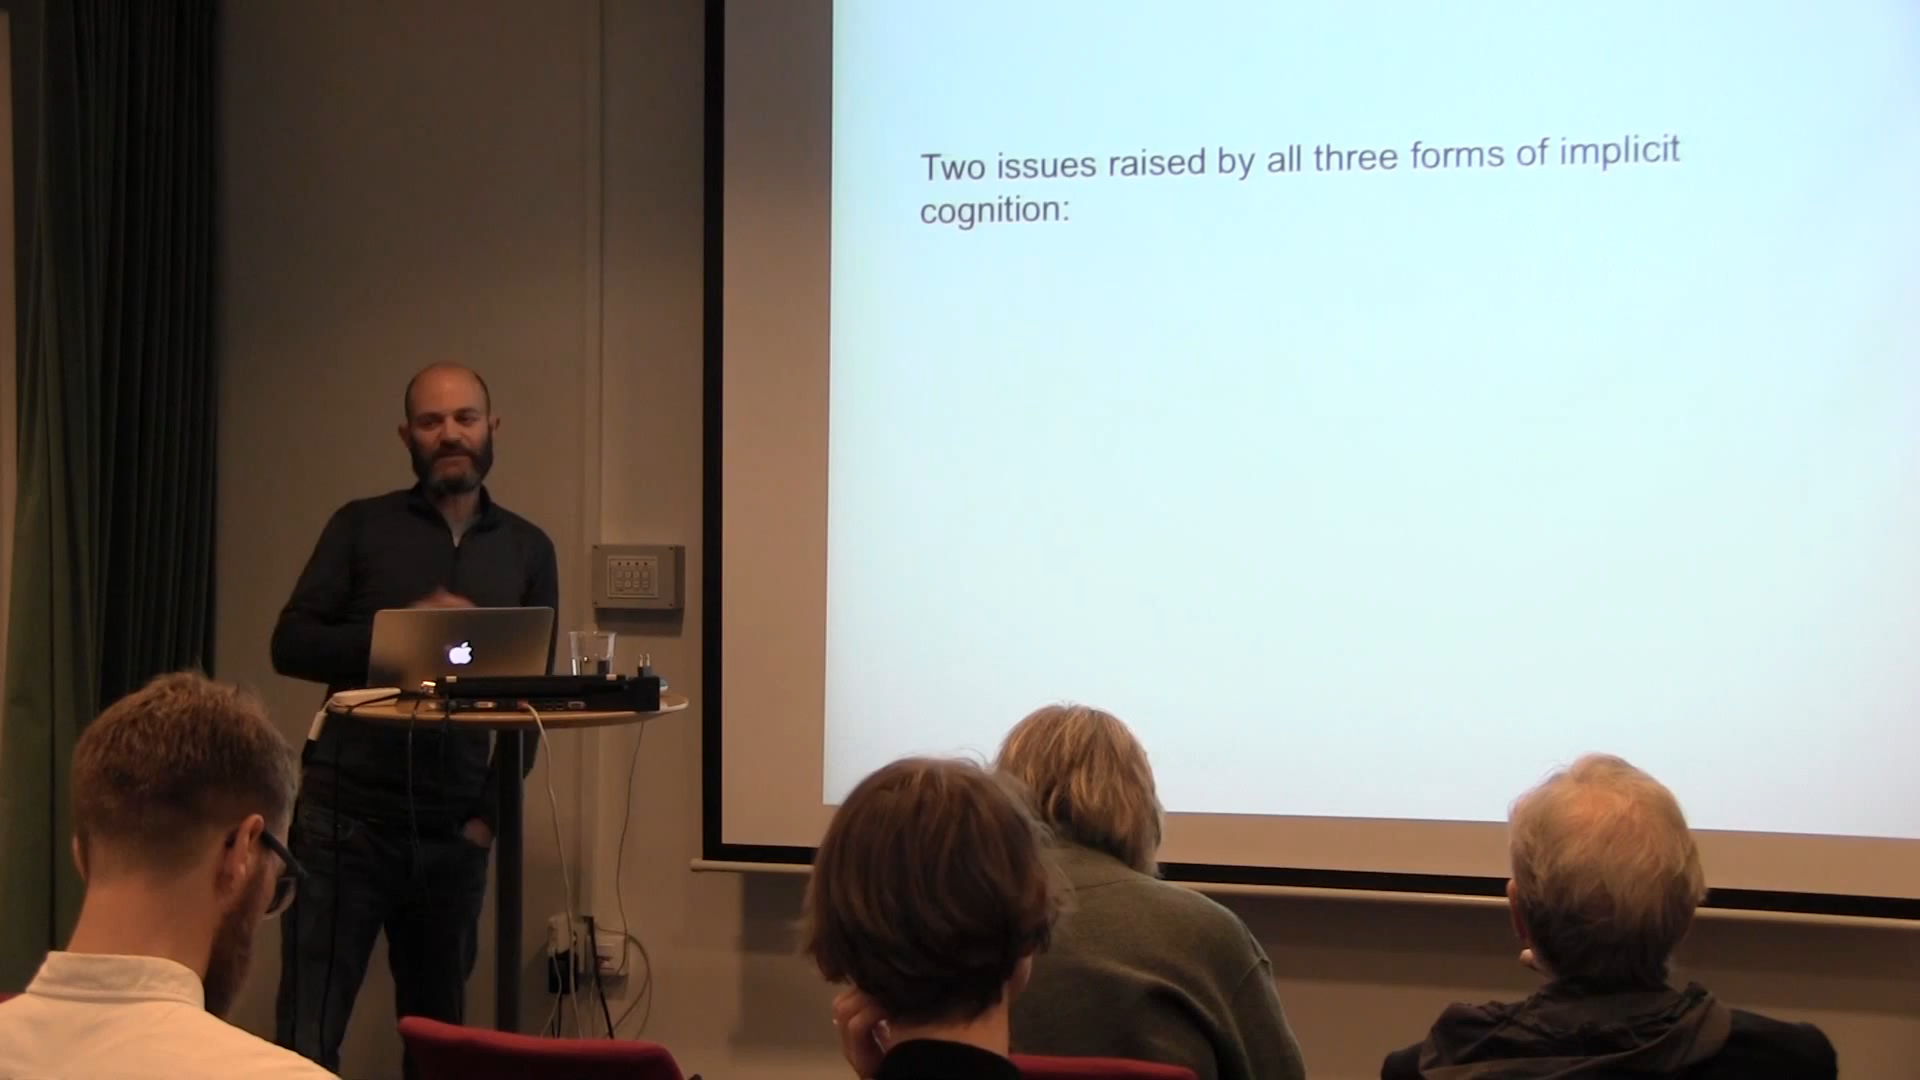 Two issues raised by all three forms of implicit
cognition: